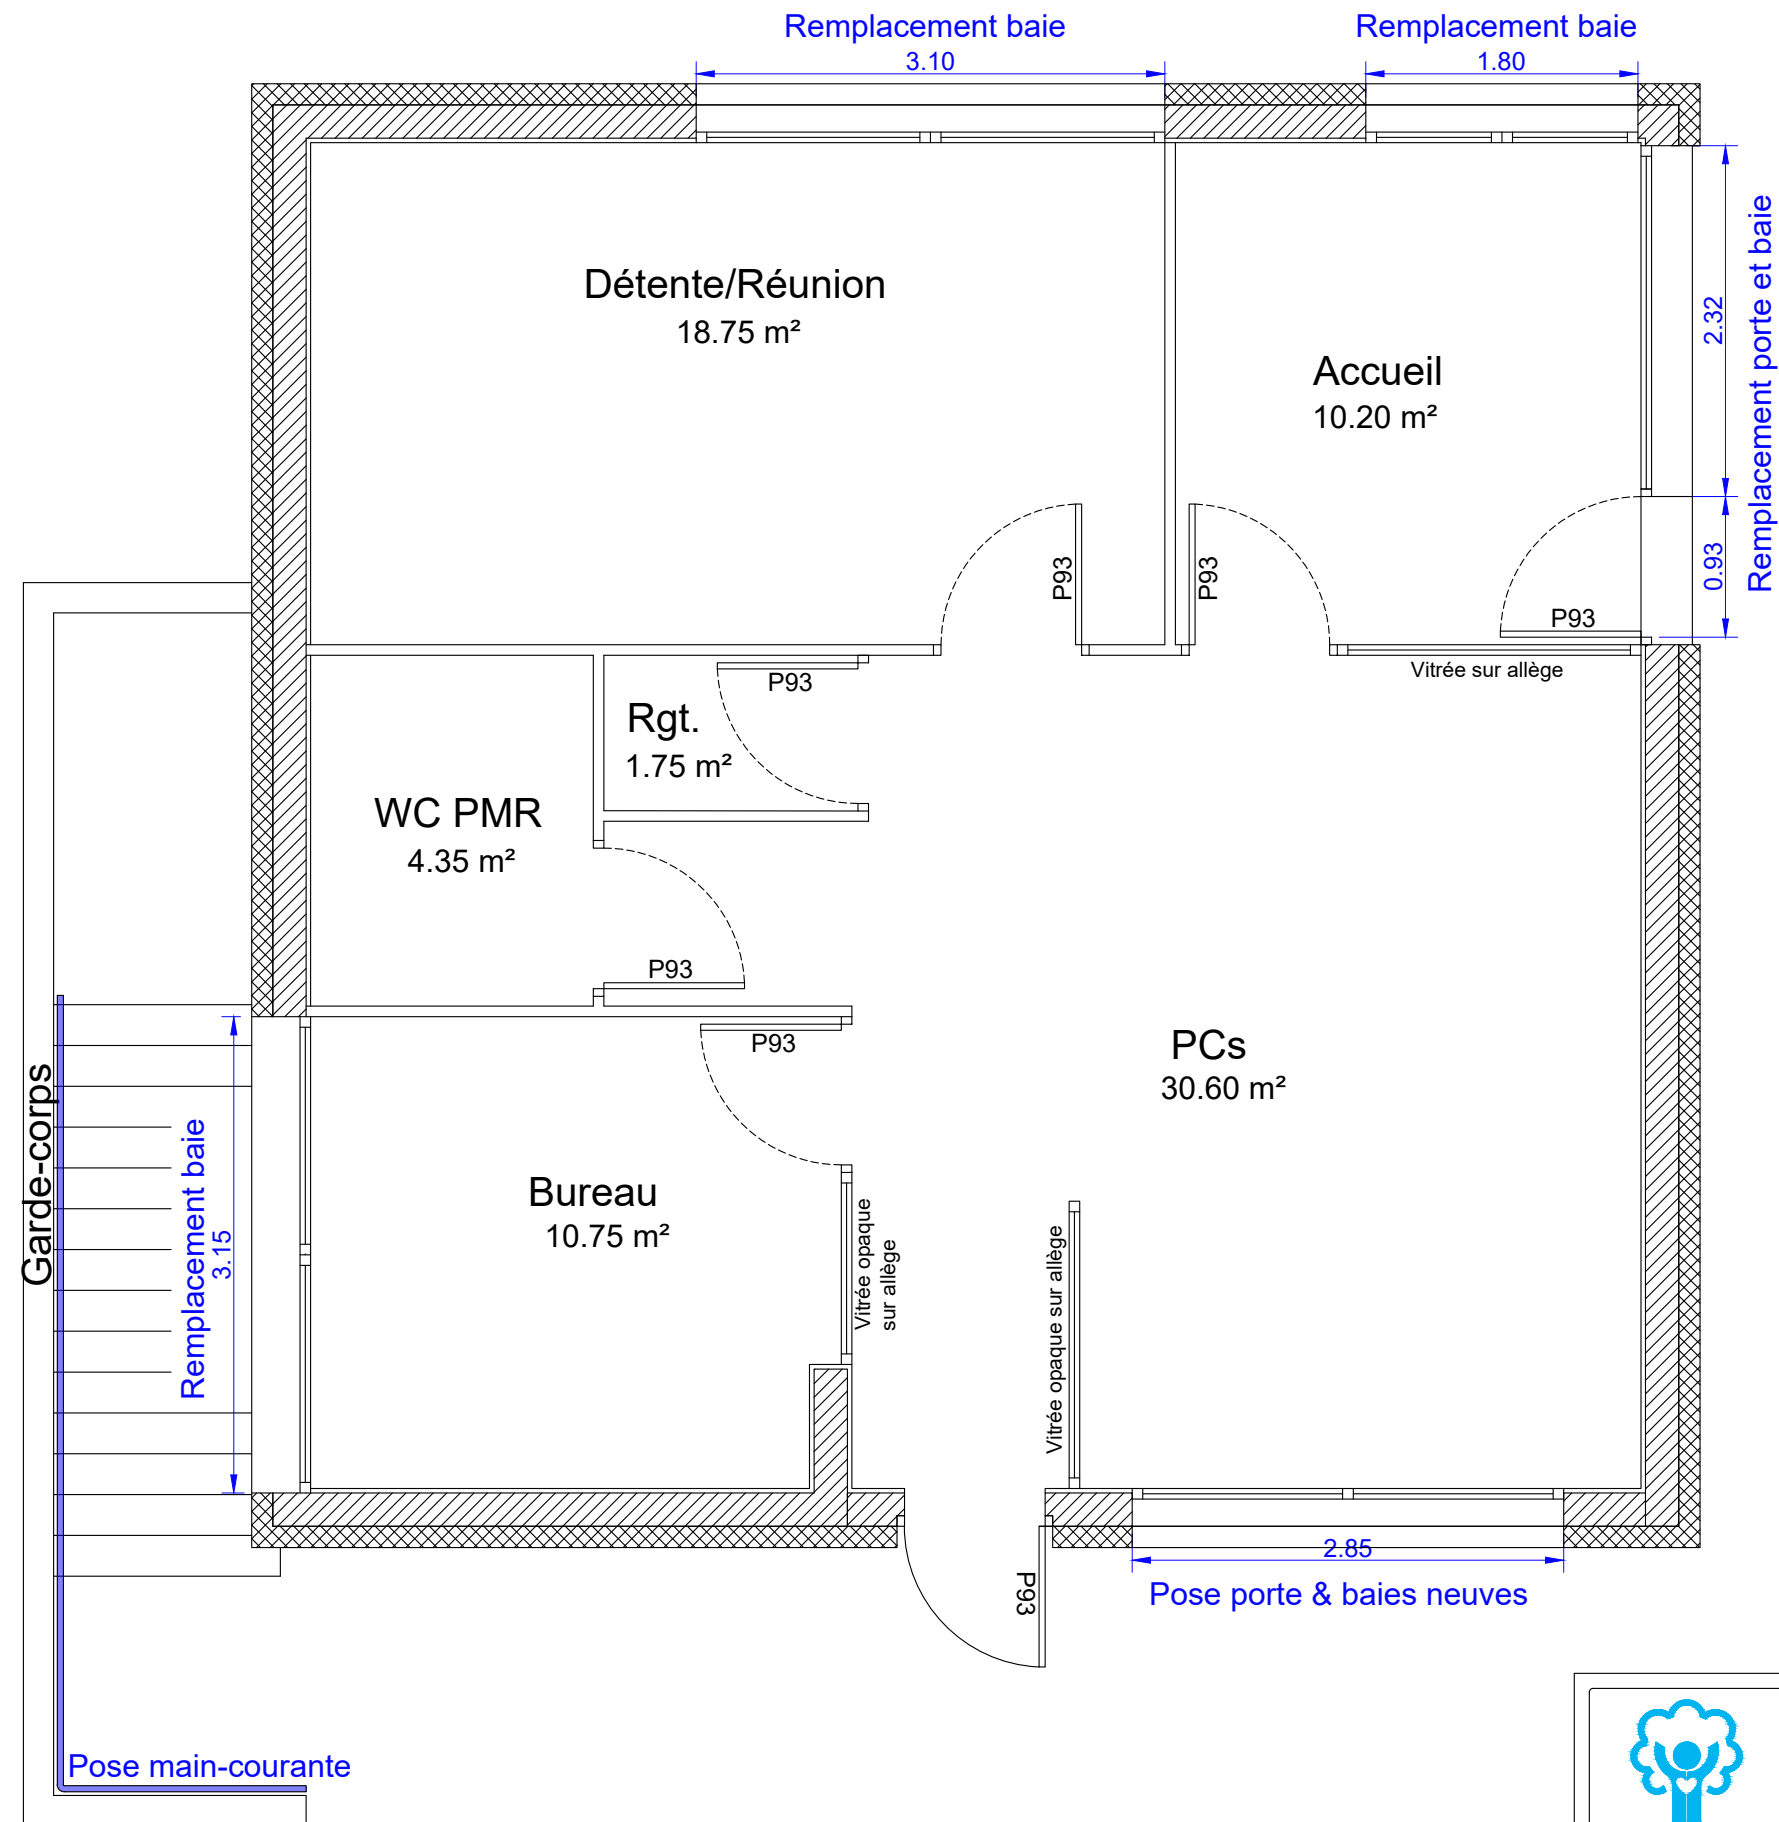 Remplacement baie
3.10
Remplacement baie
1.80
Détente/Réunion
18.75 m²
Accueil
10.20 m²
2.32
0.93
Remplacement porte et baie
P93
P93
P93
Vitrée sur allège
P93
Rgt.
1.75 m²
WC PMR
4.35 m²
P93
P93
PCs
30.60 m²
Bureau
10.75 m²
Vitrée opaque
sur allège
Vitrée opaque sur allège
Garde-corps
Remplacement baie
3.15
P93
2.85
Pose porte & baies neuves
Pose main-courante